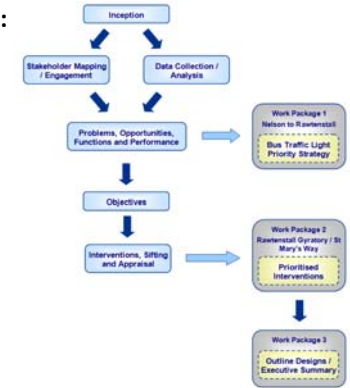 :
Inception
Stakeholder Mapping
/ Engagement
Data Collection /
Analysis
Problems, Opportunities,
Functions and Performance
Work Package 1
Nelson to Rawtenstall
Bus Traffic Light
Priority Strategy
Objectives
Interventions, Sifting
and Appraisal
Work Package 2
Rawtenstall Gyratory / St
Mary's Way
Prioritised
Interventions
Work Package 3
Outline Designs /
Executive Summary